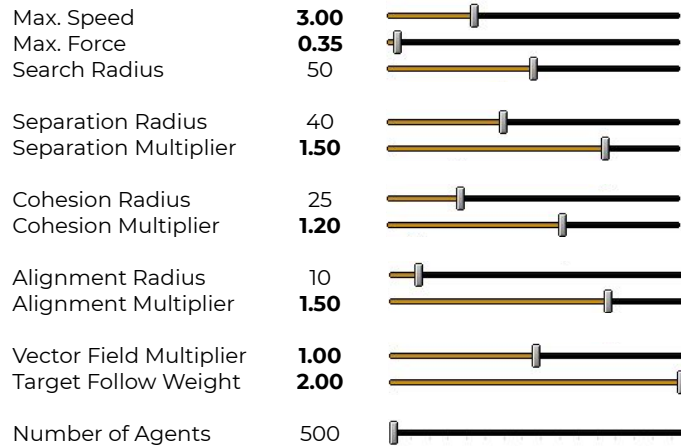 Max. Speed 3.00
Max. Force 0.35
Search Radius 50
Separation Radius 40
Separation Multiplier 1.50
Cohesion Radius 25
Cohesion Multiplier 1.20
Alignment Radius 10
Alignment Multiplier 1.50
Vector Field Multiplier 1.00
Target Follow Weight 2.00
Number of Agents 500